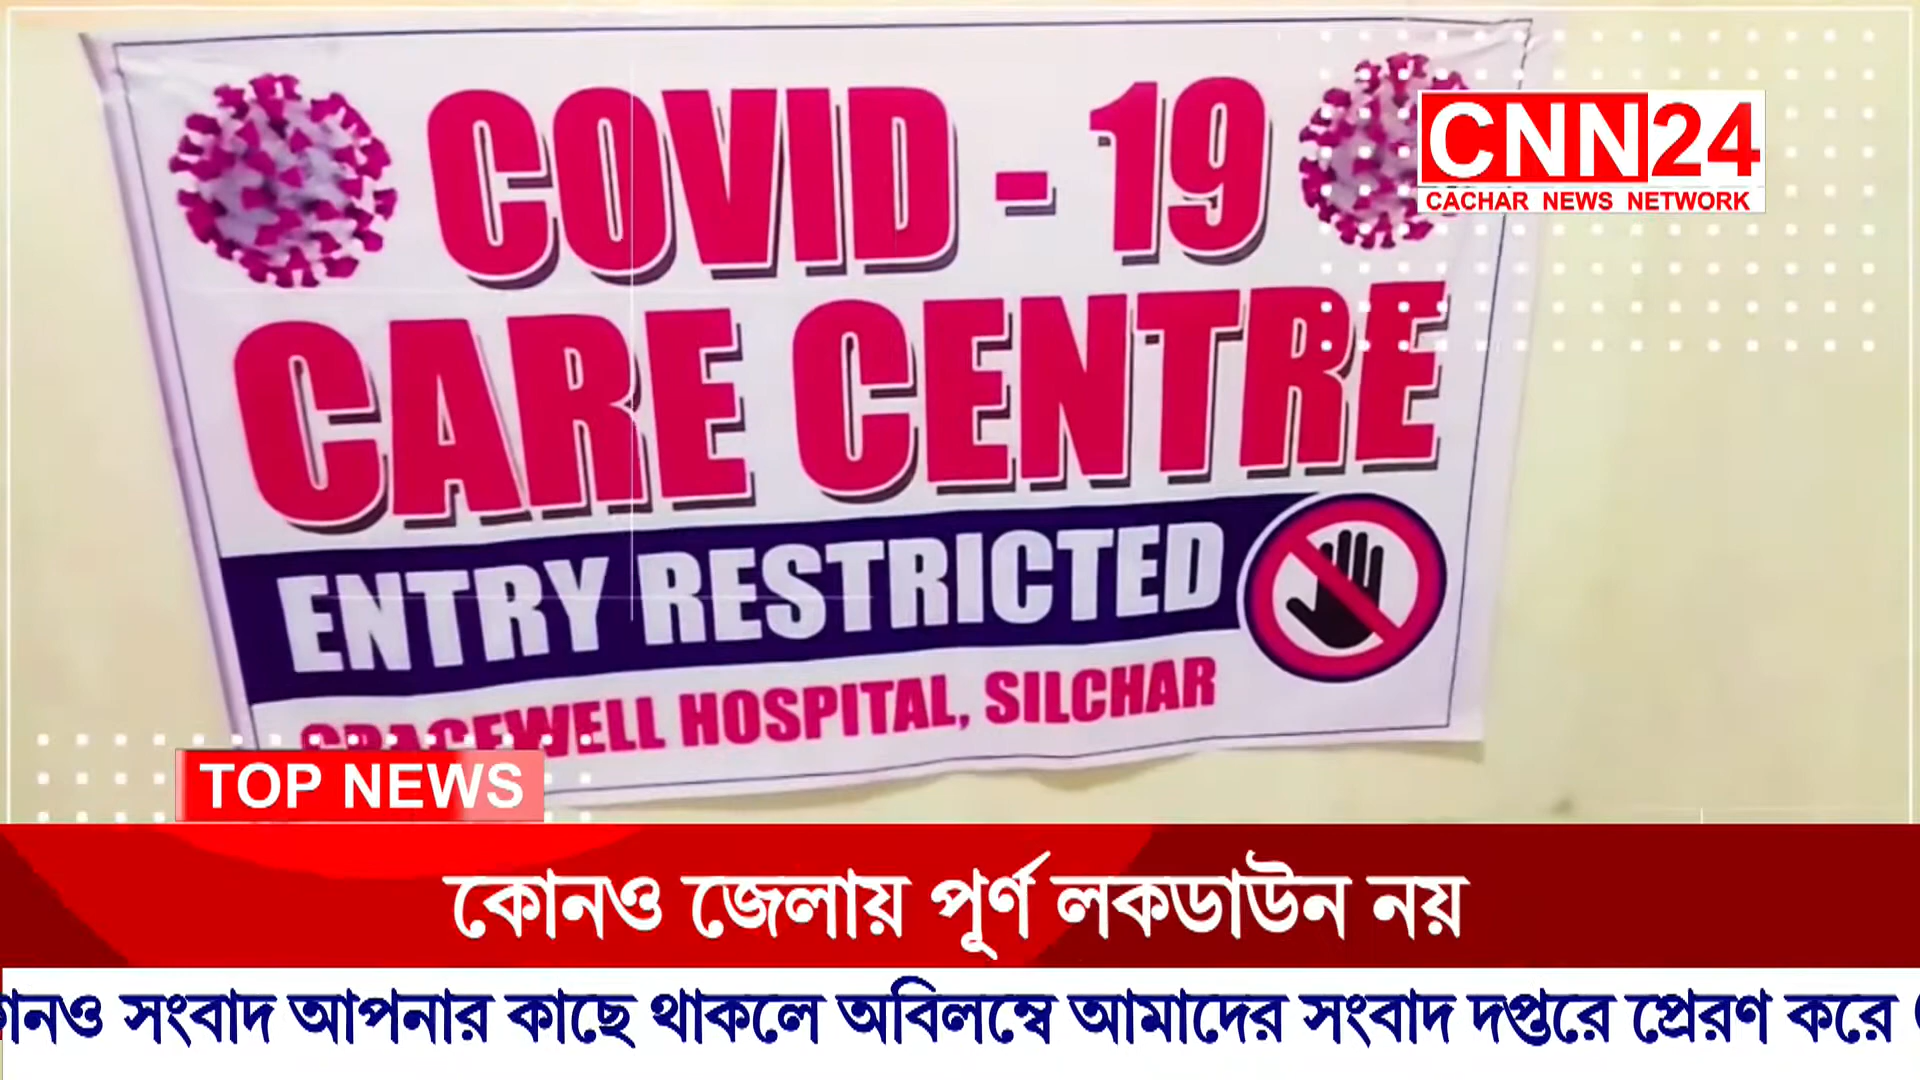 COVID - 19
CNN24
CACHAR NEWS NETWORK
CARE CENTRE
ENTRY RESTRICTED
GRACEWELL HOSPITAL, SILCHAR
TOP NEWS
কোনও জেলায় পূর্ণ লকডাউন নয়
সংবাদ আপনার কাছে থাকলে অবিলম্বে আমাদের সংবাদ দপ্তরে প্রেরণ করে